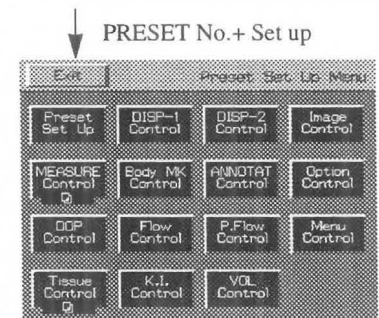 PRESET No.+ Set up
Exit Preset Set Up Menu
Preset Set Up
DISP-1 Control
DISP-2 Control
Image Control
MEASURE Control
Body MK Control
ANNOTAT Control
Option Control
DOP Control
Flow Control
P.Flow Control
Menu Control
Tissue Control
K.I. Control
VOL Control